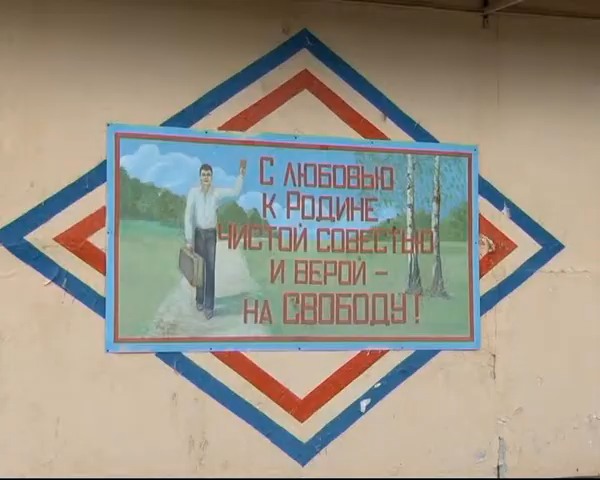 С ЛЮБОВЬЮ
К РОДИНЕ
ЧИСТОЙ СОВЕСТЬЮ
И ВЕРОЙ –
НА СВОБОДУ!